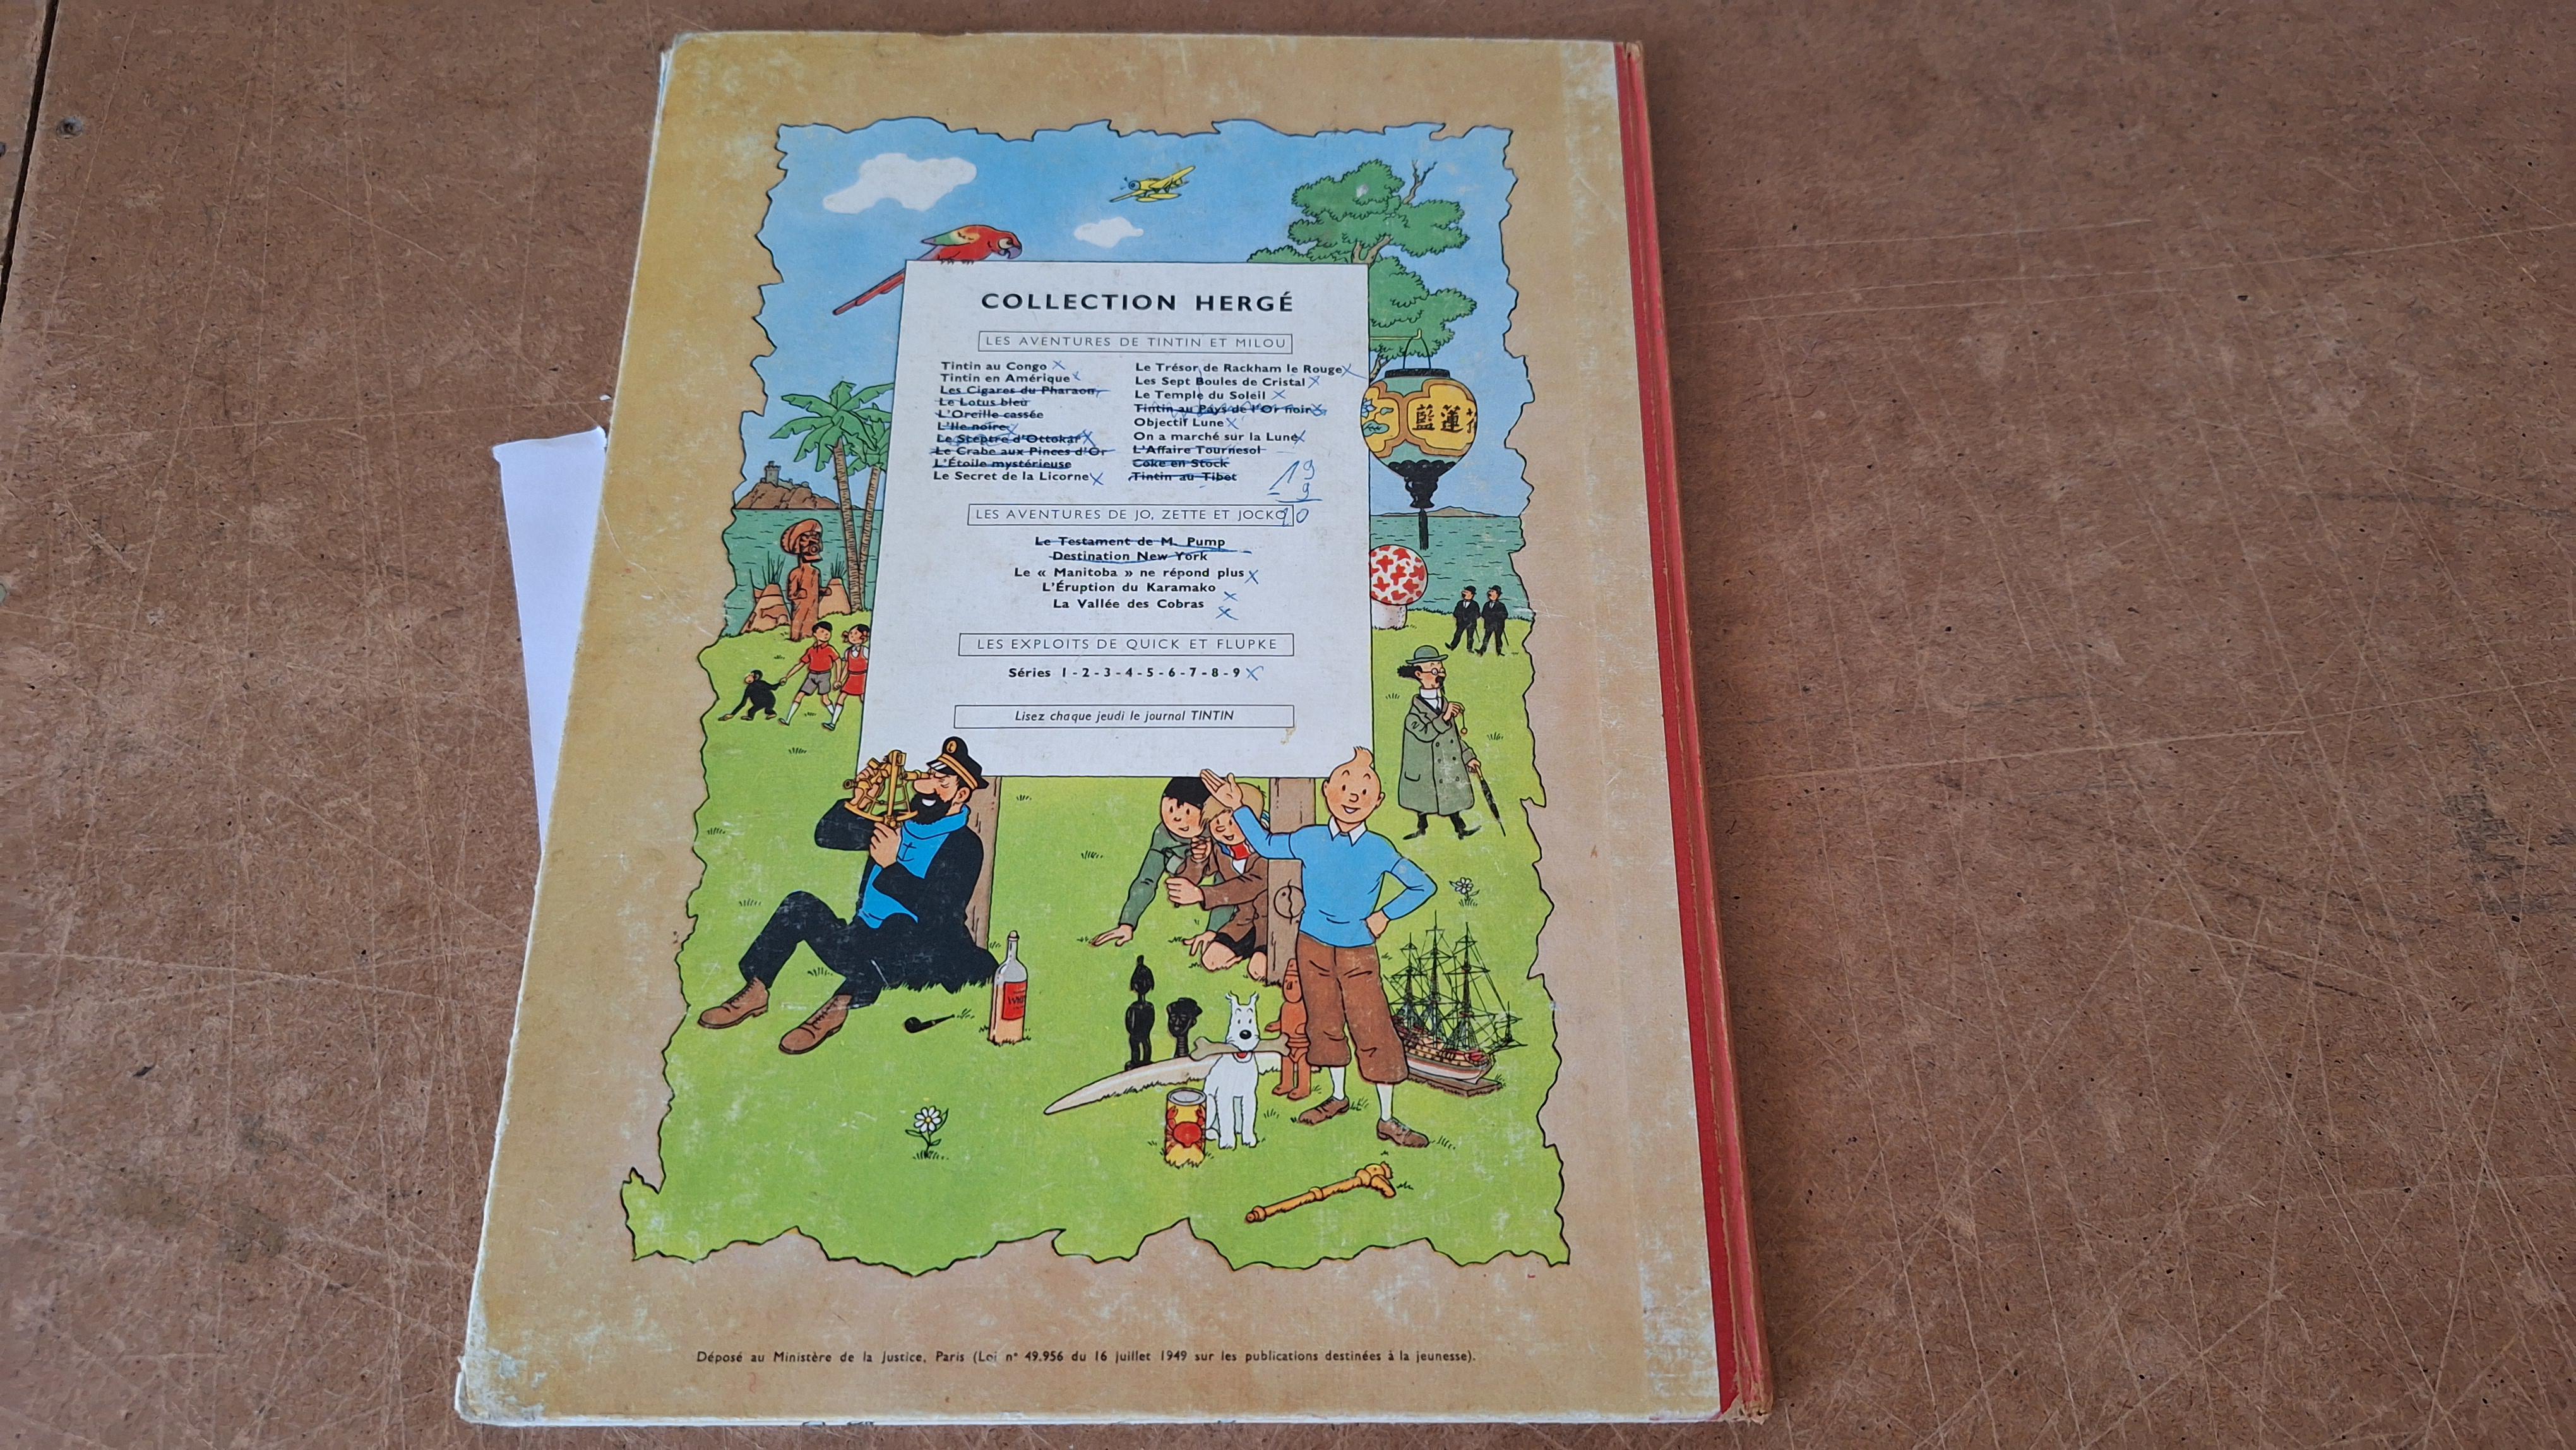 COLLECTION HERGÉ
LES AVENTURES DE TINTIN ET MILOU
Tintin au Congo x
Tintin en Amérique x
Les Cigares du Pharaon
Le Lotus bleu
L'Oreille cassée
L'Ile noire x
Le Sceptre d'Ottokar x
Le Crabe aux Pinces d'Or
L'Étoile mystérieuse
Le Secret de la Licorne x
Le Trésor de Rackham le Rouge x
Les Sept Boules de Cristal x
Le Temple du Soleil x
Tintin au Pays de l'Or noir x
Objectif Lune x
On a marché sur la Lune x
L'Affaire Tournesol
Coke en Stock
Tintin au Tibet
19
- 9
10
LES AVENTURES DE JO, ZETTE ET JOCKO
Le Testament de M. Pump
Destination New York
Le « Manitoba » ne répond plus x
L'Éruption du Karamako x
La Vallée des Cobras x
LES EXPLOITS DE QUICK ET FLUPKE
Séries 1 - 2 - 3 - 4 - 5 - 6 - 7 - 8 - 9 x
Lisez chaque jeudi le journal TINTIN
藍蓮
Déposé au Ministère de la Justice, Paris (Loi n° 49.956 du 16 juillet 1949 sur les publications destinées à la jeunesse).